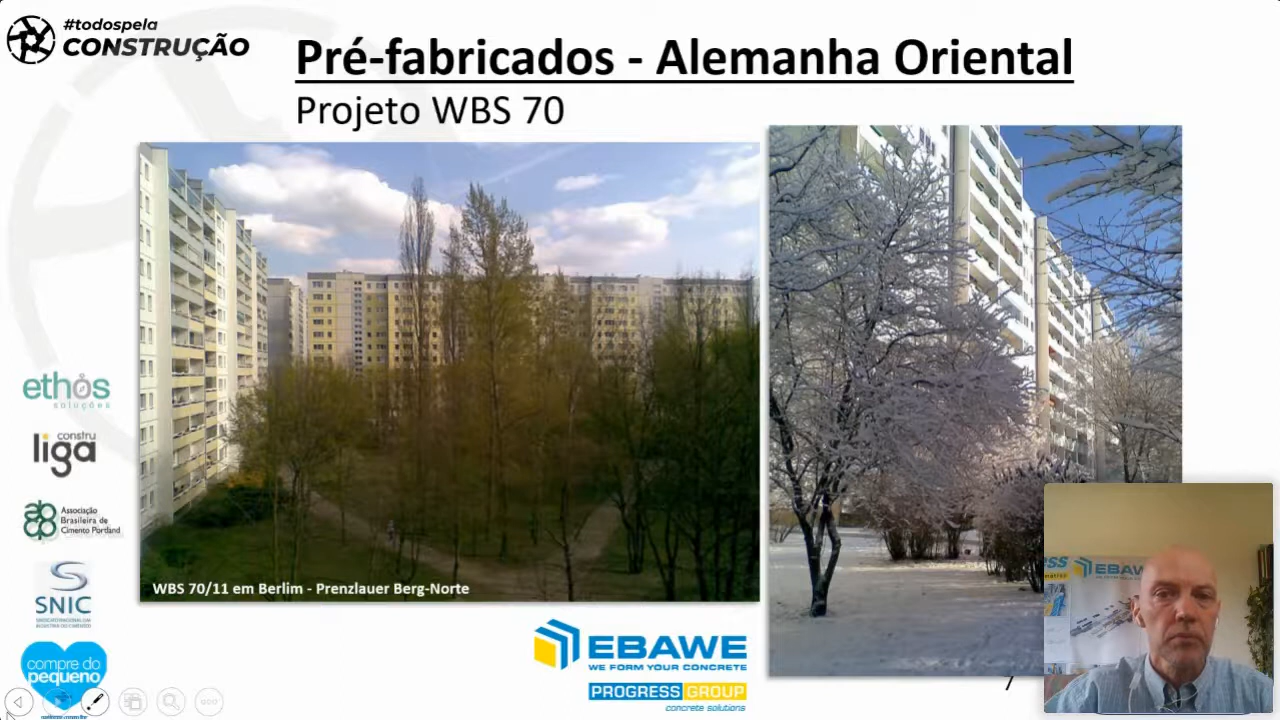 #todospela
CONSTRUÇÃO
Pré-fabricados - Alemanha Oriental
Projeto WBS 70
ethos
soluções
constru
liga
Associação
Brasileira de
Cimento Portland
SNIC
compre do
pequeno
WBS 70/11 em Berlim - Prenzlauer Berg-Norte
EBAWE
WE FORM YOUR CONCRETE
PROGRESS GROUP
concrete solutions
7
EBAWE